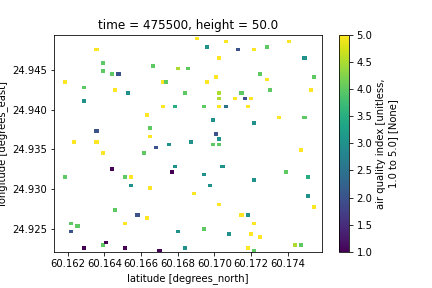 time = 475500, height = 50.0
longitude [degrees_east]
24.945
24.940
24.935
24.930
24.925
60.162 60.164 60.166 60.168 60.170 60.172 60.174
latitude [degrees_north]
5.0
4.5
4.0
3.5
3.0
2.5
2.0
1.5
1.0
air quality index [unitless,
1.0 to 5.0] [None]